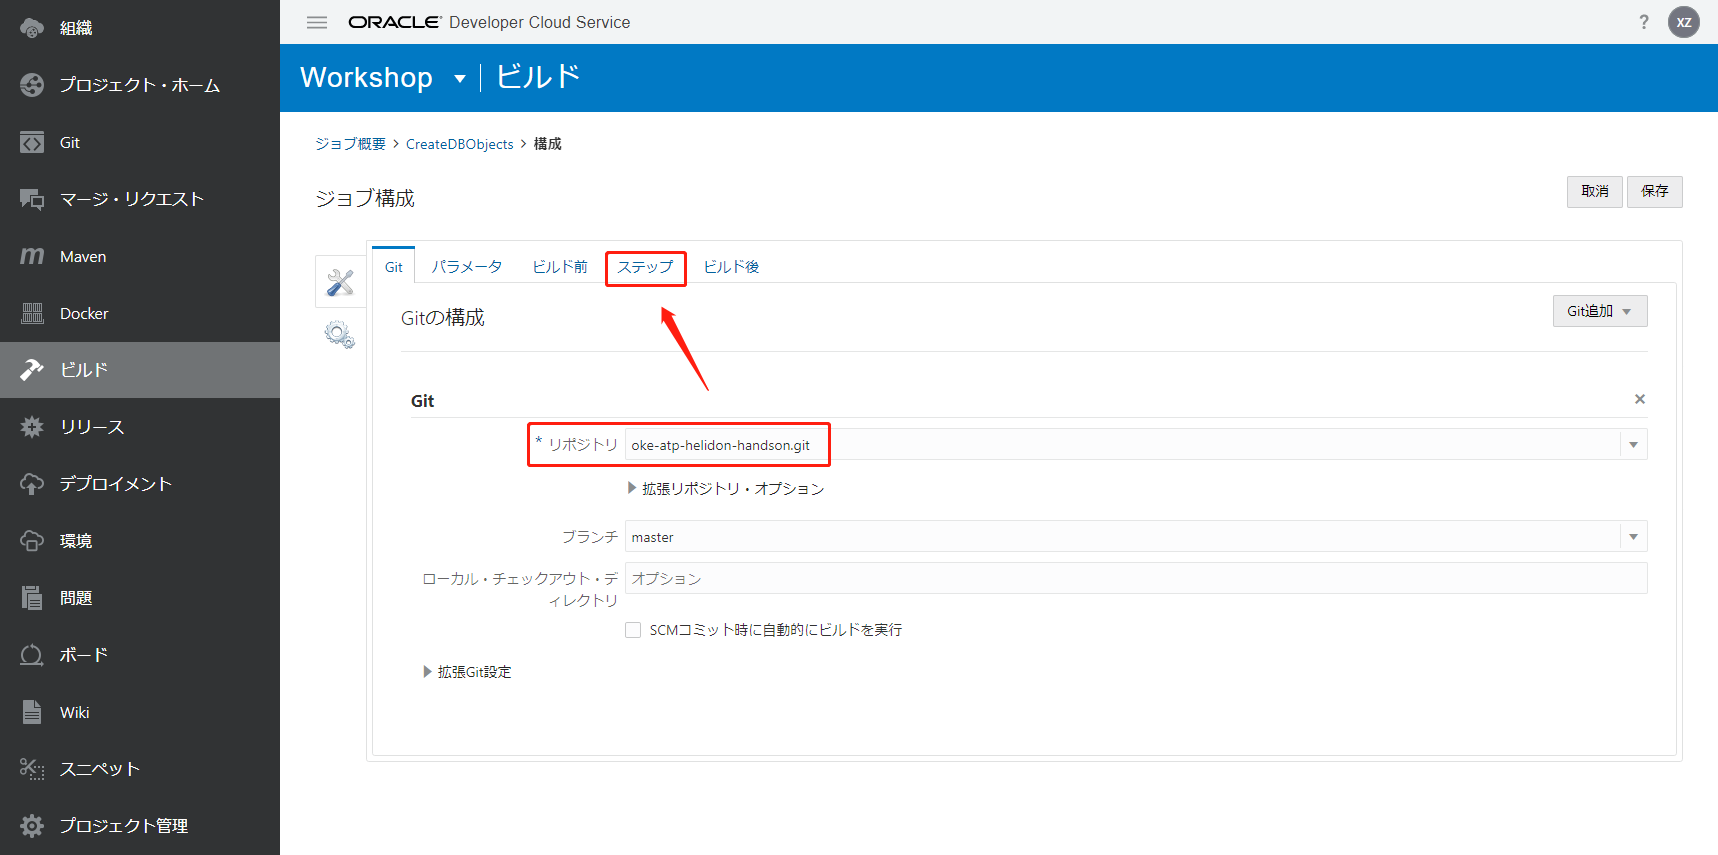 組織
プロジェクト・ホーム
Git
マージ・リクエスト
Maven
Docker
ビルド
リリース
デプロイメント
環境
問題
ボード
Wiki
スニペット
プロジェクト管理
ORACLE® Developer Cloud Service
? XZ
Workshop ビルド
ジョブ概要 > CreateDBObjects > 構成
ジョブ構成
取消 保存
Git パラメータ ビルド前 ステップ ビルド後
Gitの構成
Git追加
Git
* リポジトリ oke-atp-helidon-handson.git
拡張リポジトリ・オプション
ブランチ master
ローカル・チェックアウト・デ
ィレクトリ オプション
SCMコミット時に自動的にビルドを実行
拡張Git設定